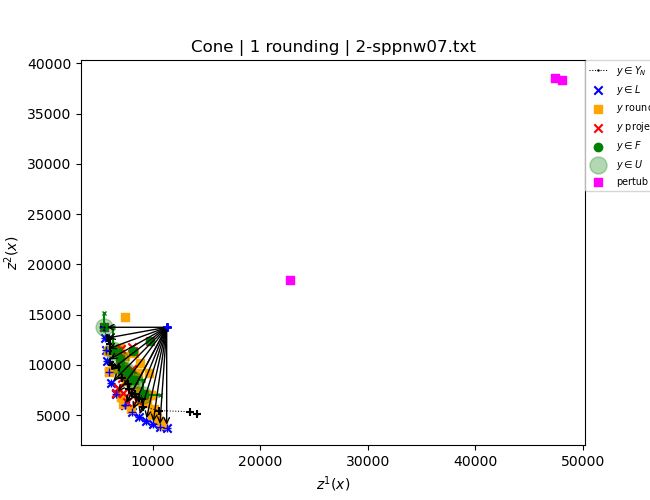 Cone | 1 rounding | 2-sppnw07.txt
z²(x)
40000
35000
30000
25000
20000
15000
10000
5000
10000
20000
30000
40000
50000
z¹(x)
y ∈ Y_N
y ∈ L
y roun
y proje
y ∈ F
y ∈ U
pertub